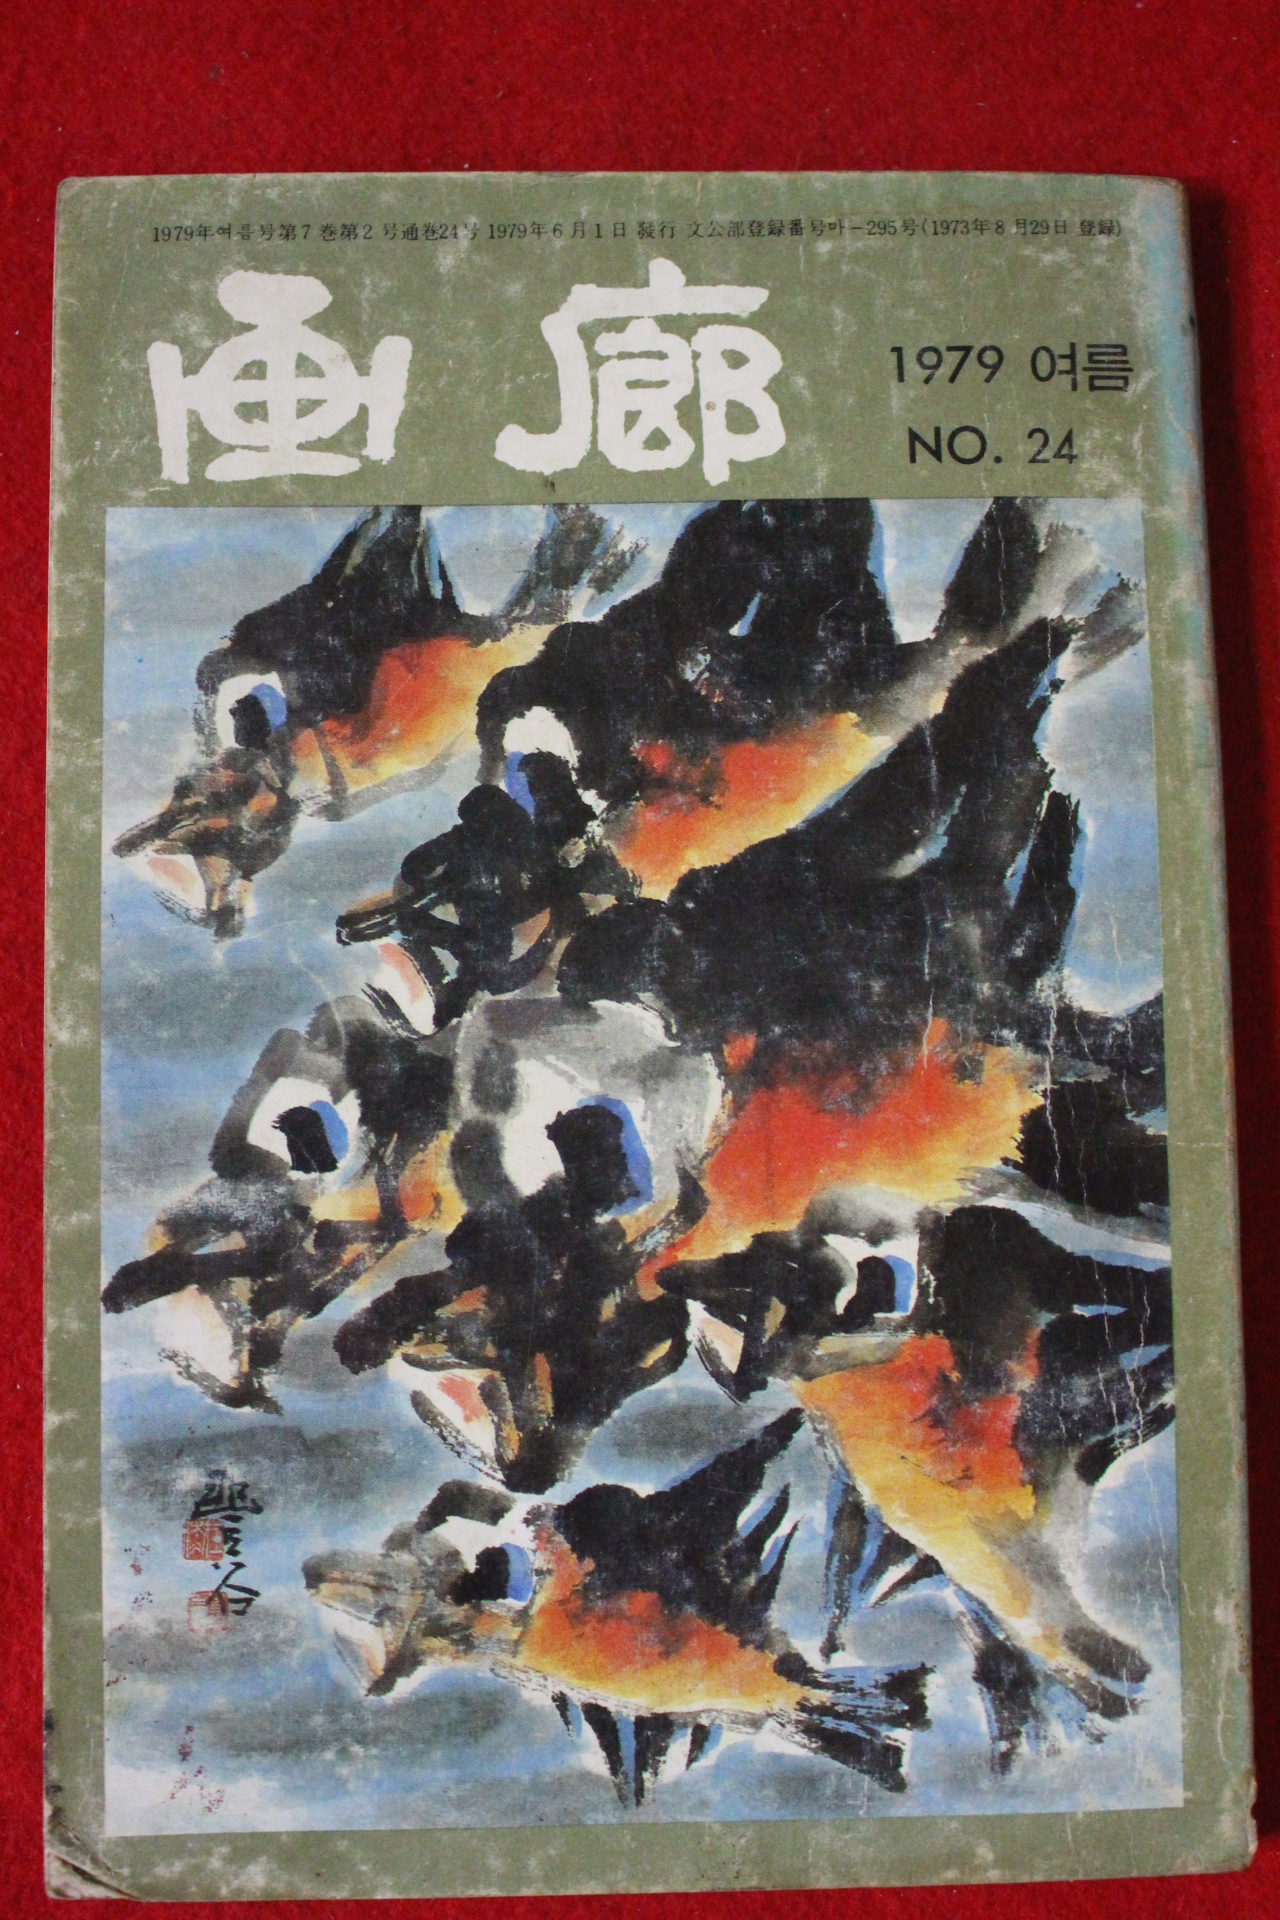 1979年여름号第7巻第2号通巻24号 1979年6月1日 發行 文公部登録番号마-295号(1973年8月29日 登録)
画廊
1979 여름
NO. 24